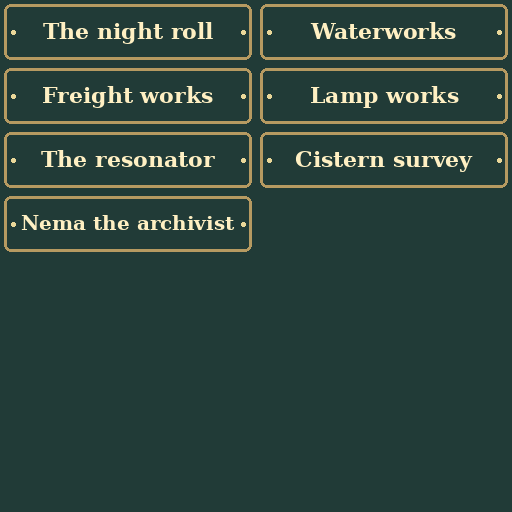 The night roll
Waterworks
Freight works
Lamp works
The resonator
Cistern survey
Nema the archivist